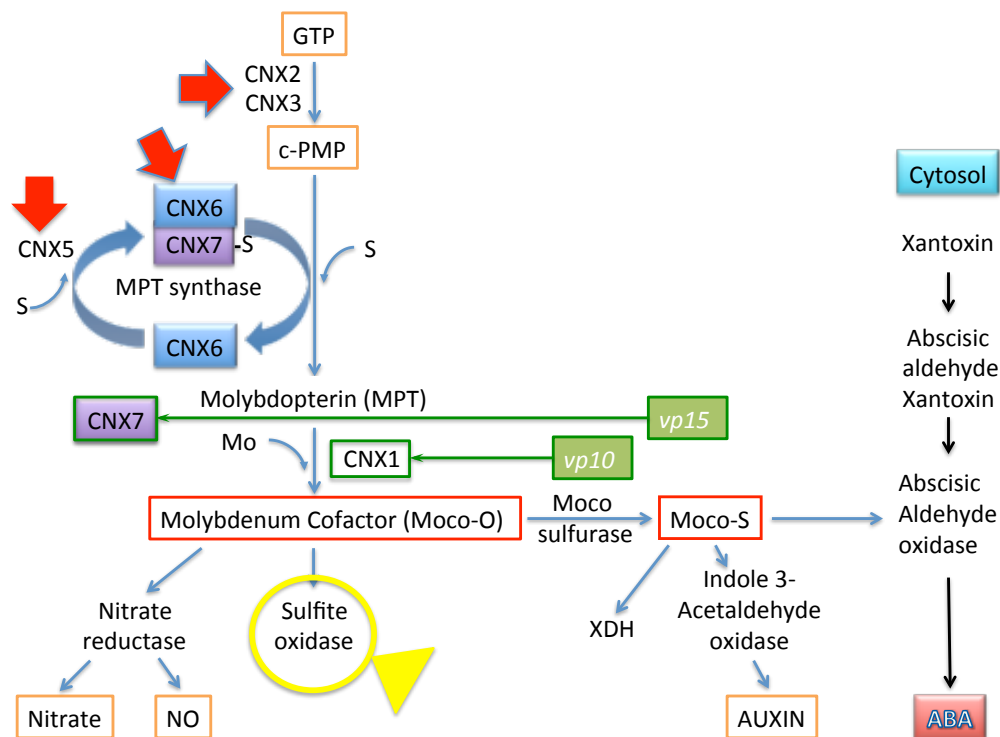 GTP
CNX2
CNX3
c-PMP
CNX6
CNX7
-S
CNX5
S
S
MPT synthase
CNX6
Cytosol
Xantoxin
Abscisic
aldehyde
Xantoxin
Molybdopterin (MPT)
CNX7
vp15
Mo
CNX1
vp10
Molybdenum Cofactor (Moco-O)
Moco
sulfurase
Moco-S
Abscisic
Aldehyde
oxidase
Nitrate
reductase
Sulfite
oxidase
XDH
Indole 3-
Acetaldehyde
oxidase
Nitrate
NO
AUXIN
ABA